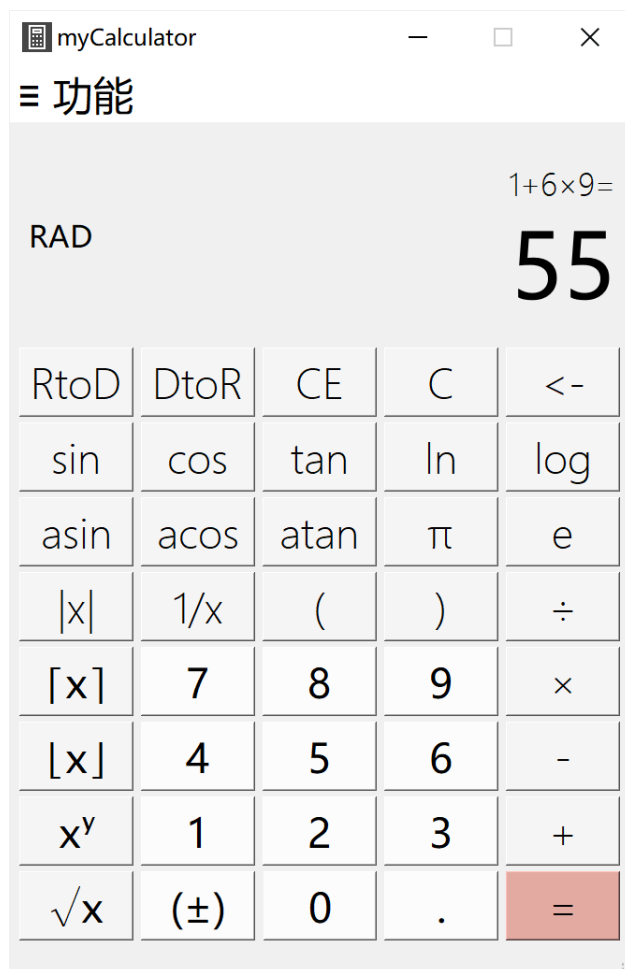 myCalculator
≡ 功能
1+6×9=
RAD
55
RtoD DtoR CE C <-
sin cos tan ln log
asin acos atan π e
|x| 1/x ( ) ÷
⌈x⌉ 7 8 9 ×
⌊x⌋ 4 5 6 -
xʸ 1 2 3 +
√x (±) 0 . =